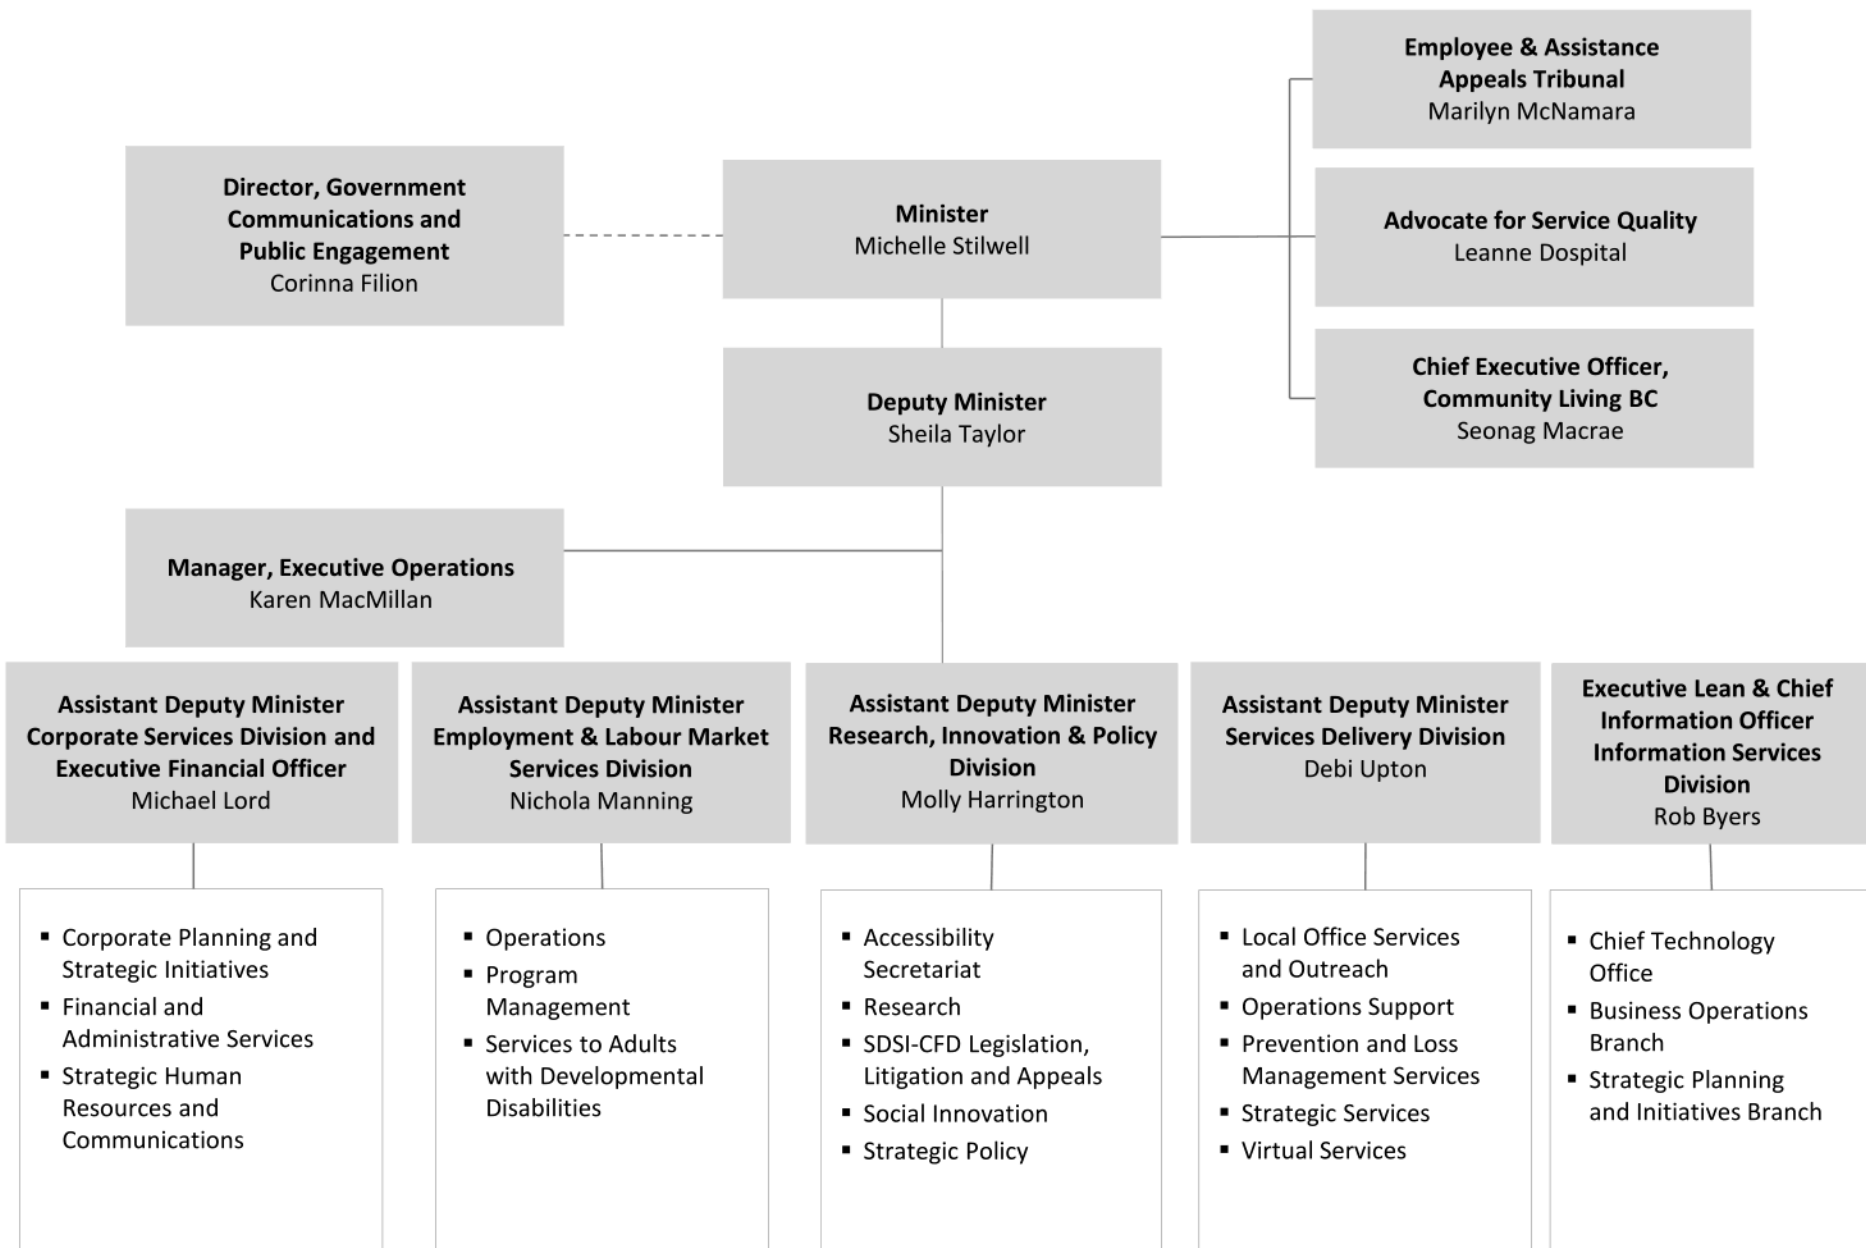 Employee & Assistance
Appeals Tribunal
Marilyn McNamara
Director, Government
Communications and
Public Engagement
Corinna Filion
Minister
Michelle Stilwell
Advocate for Service Quality
Leanne Dospital
Chief Executive Officer,
Community Living BC
Seonag Macrae
Deputy Minister
Sheila Taylor
Manager, Executive Operations
Karen MacMillan
Assistant Deputy Minister
Corporate Services Division and
Executive Financial Officer
Michael Lord
Assistant Deputy Minister
Employment & Labour Market
Services Division
Nichola Manning
Assistant Deputy Minister
Research, Innovation & Policy
Division
Molly Harrington
Assistant Deputy Minister
Services Delivery Division
Debi Upton
Executive Lean & Chief
Information Officer
Information Services
Division
Rob Byers
▪ Corporate Planning and
Strategic Initiatives
▪ Financial and
Administrative Services
▪ Strategic Human
Resources and
Communications
▪ Operations
▪ Program
Management
▪ Services to Adults
with Developmental
Disabilities
▪ Accessibility
Secretariat
▪ Research
▪ SDSI-CFD Legislation,
Litigation and Appeals
▪ Social Innovation
▪ Strategic Policy
▪ Local Office Services
and Outreach
▪ Operations Support
▪ Prevention and Loss
Management Services
▪ Strategic Services
▪ Virtual Services
▪ Chief Technology
Office
▪ Business Operations
Branch
▪ Strategic Planning
and Initiatives Branch